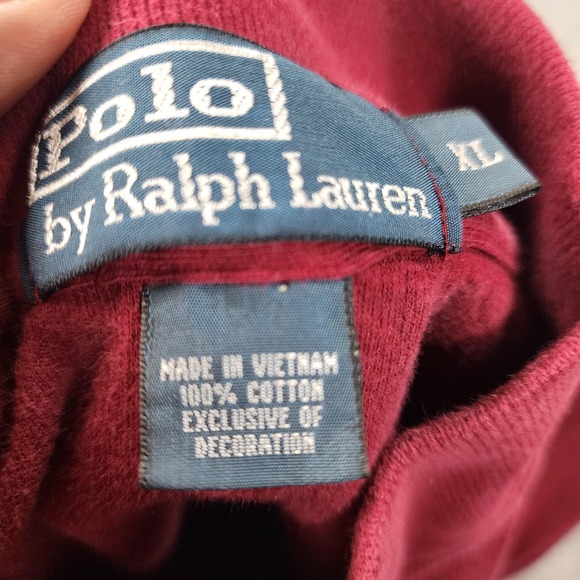 Polo
by Ralph Lauren
XL
MADE IN VIETNAM
100% COTTON
EXCLUSIVE OF
DECORATION